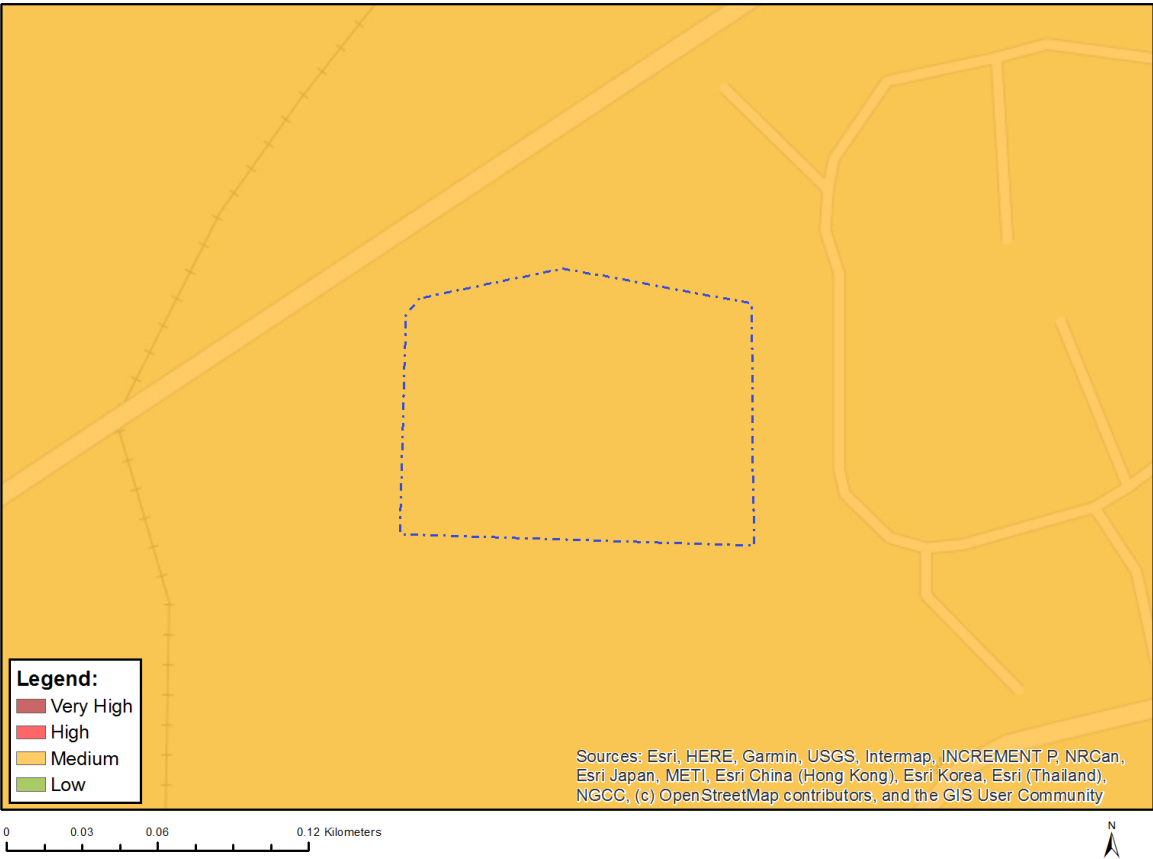 Legend:
Very High
High
Medium
Low
Sources: Esri, HERE, Garmin, USGS, Intermap, INCREMENT P, NRCan,
Esri Japan, METI, Esri China (Hong Kong), Esri Korea, Esri (Thailand),
NGCC, (c) OpenStreetMap contributors, and the GIS User Community
0 0.03 0.06 0.12 Kilometers
N